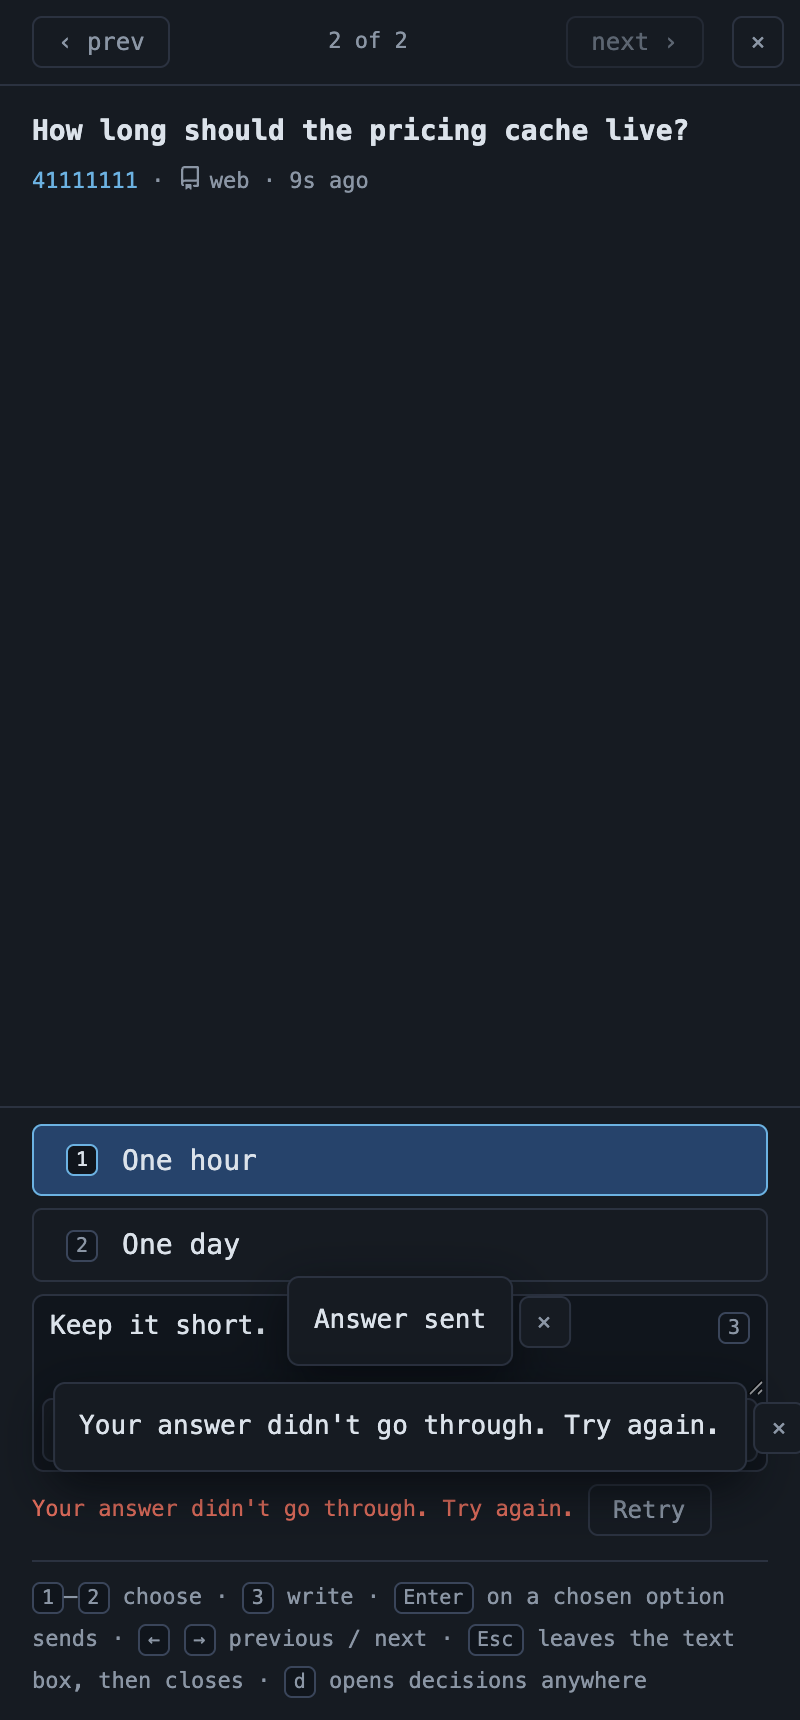 ‹ prev
2 of 2
next ›
×
How long should the pricing cache live?
41111111 · web · 9s ago
1 One hour
2 One day
Keep it short.
3
Answer sent ×
Your answer didn't go through. Try again. ×
Your answer didn't go through. Try again. Retry
1–2 choose · 3 write · Enter on a chosen option
sends · ← → previous / next · Esc leaves the text
box, then closes · d opens decisions anywhere